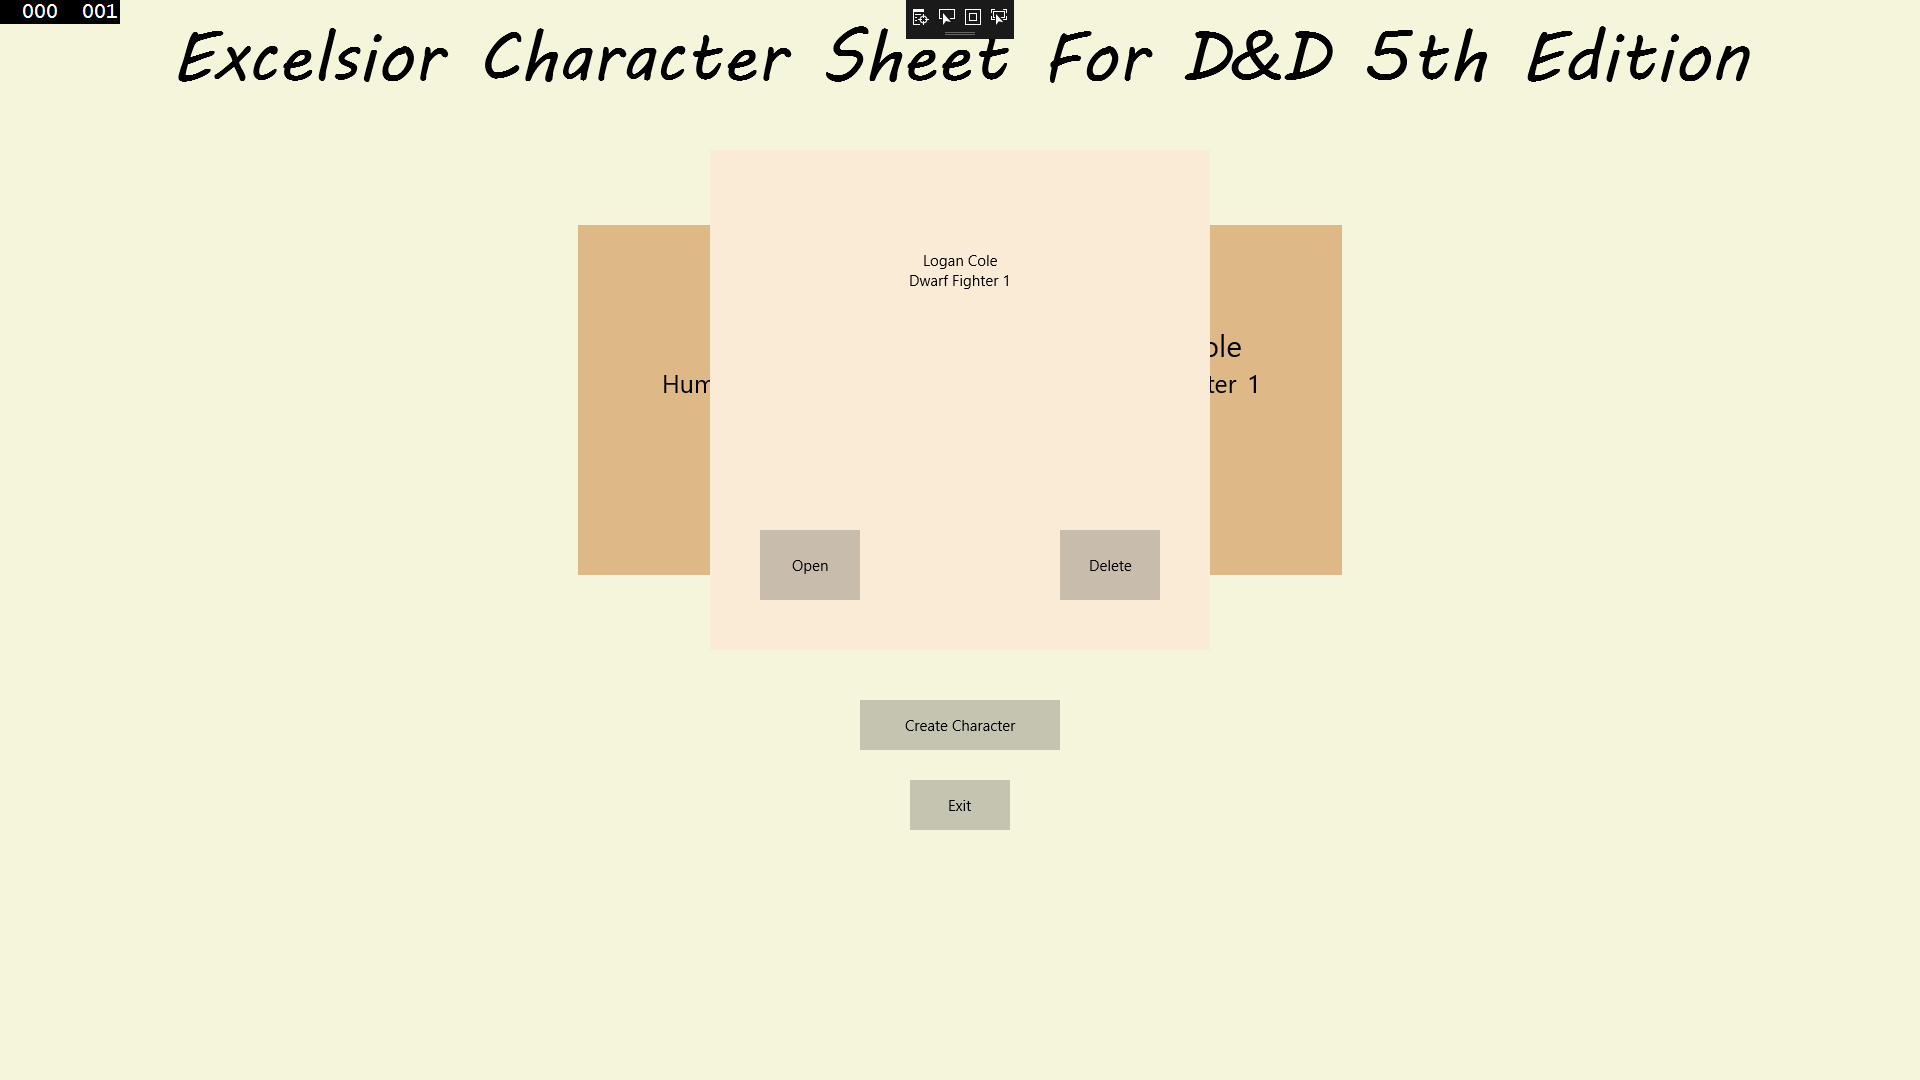 000 001
Excelsior Character Sheet For D&D 5th Edition
Logan Cole
Dwarf Fighter 1
ole
Hum
ter 1
Open
Delete
Create Character
Exit